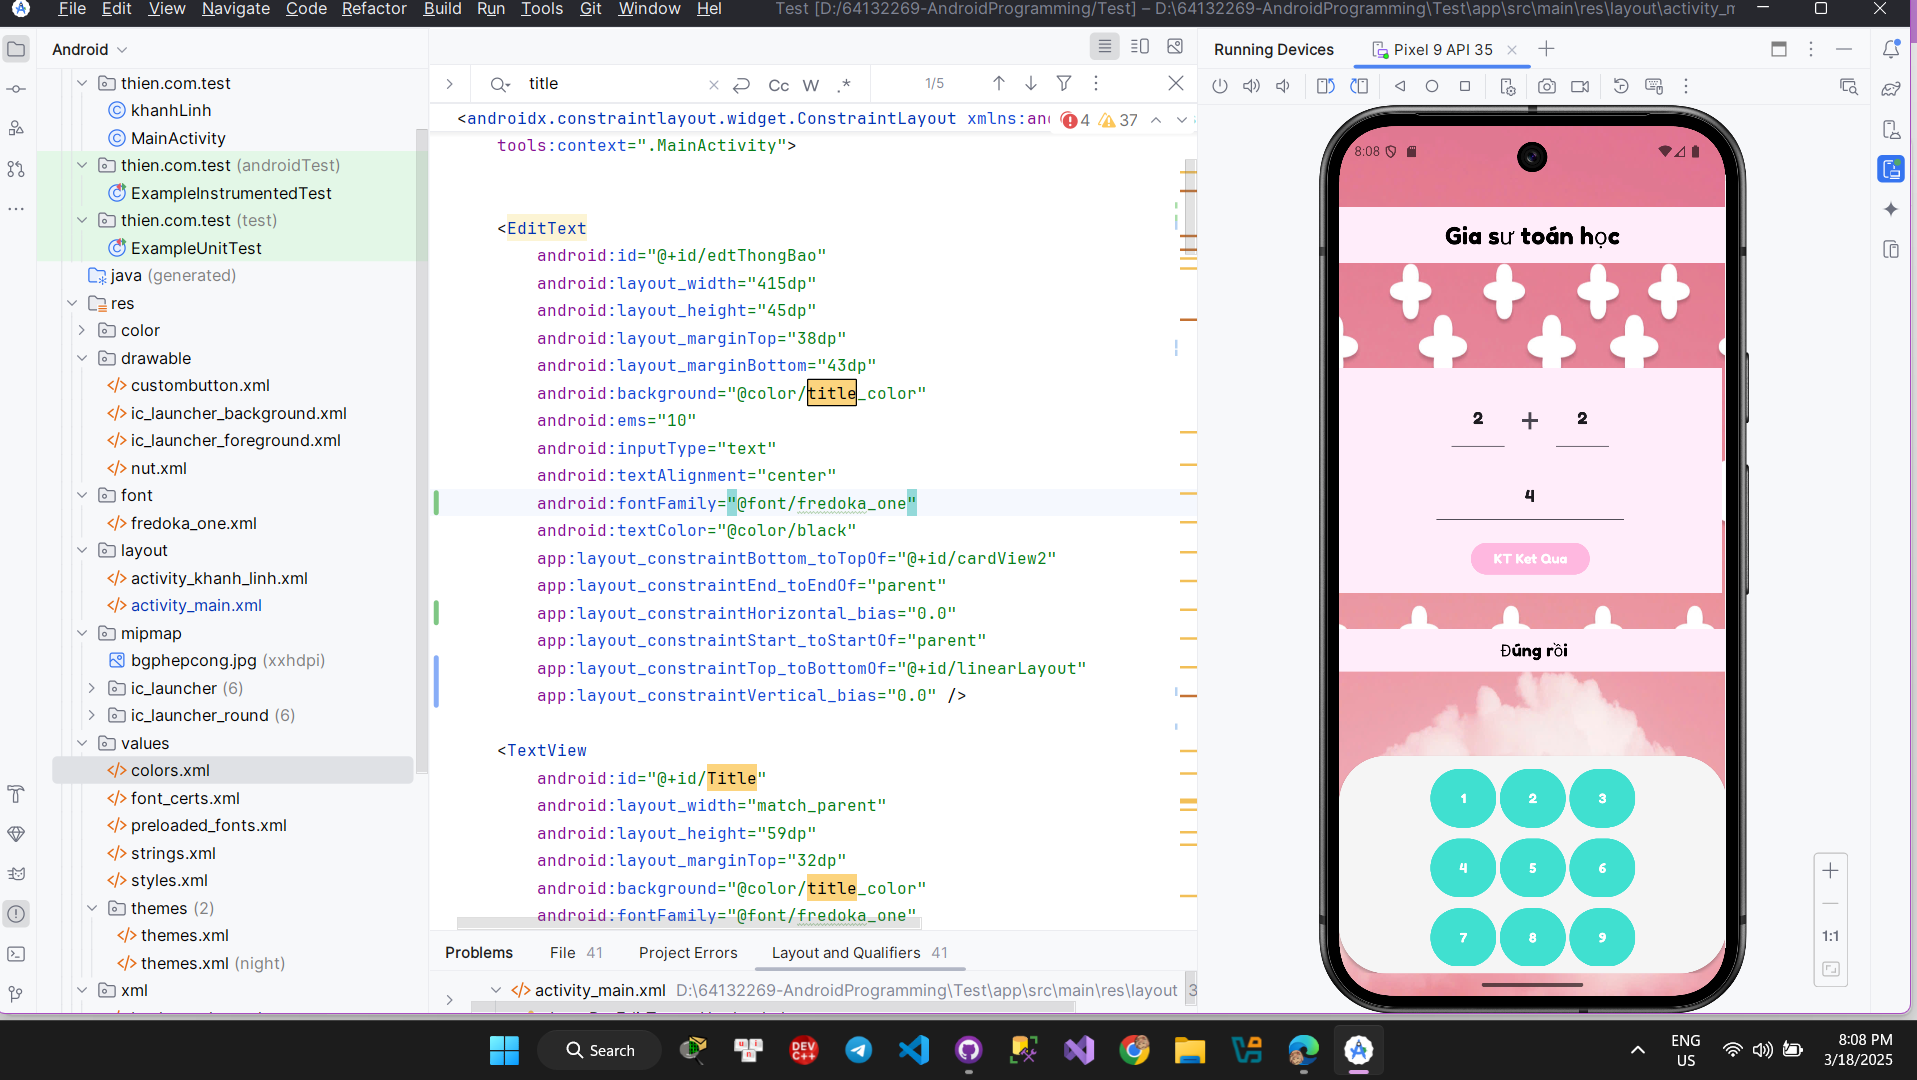 File Edit View Navigate Code Refactor Build Run Tools Git Window Hel
Test [D:/64132269-AndroidProgramming/Test] – D:\64132269-AndroidProgramming\Test\app\src\main\res\layout\activity_m
Android
thien.com.test
khanhLinh
MainActivity
thien.com.test (androidTest)
ExampleInstrumentedTest
thien.com.test (test)
ExampleUnitTest
java (generated)
res
color
drawable
custombutton.xml
ic_launcher_background.xml
ic_launcher_foreground.xml
nut.xml
font
fredoka_one.xml
layout
activity_khanh_linh.xml
activity_main.xml
mipmap
bgphepcong.jpg (xxhdpi)
ic_launcher (6)
ic_launcher_round (6)
values
colors.xml
font_certs.xml
preloaded_fonts.xml
strings.xml
styles.xml
themes (2)
themes.xml
themes.xml (night)
xml
title
Cc W .*
1/5
<androidx.constraintlayout.widget.ConstraintLayout xmlns:an
4 37
tools:context=".MainActivity">
<EditText
android:id="@+id/edtThongBao"
android:layout_width="415dp"
android:layout_height="45dp"
android:layout_marginTop="38dp"
android:layout_marginBottom="43dp"
android:background="@color/title_color"
android:ems="10"
android:inputType="text"
android:textAlignment="center"
android:fontFamily="@font/fredoka_one"
android:textColor="@color/black"
app:layout_constraintBottom_toTopOf="@+id/cardView2"
app:layout_constraintEnd_toEndOf="parent"
app:layout_constraintHorizontal_bias="0.0"
app:layout_constraintStart_toStartOf="parent"
app:layout_constraintTop_toBottomOf="@+id/linearLayout"
app:layout_constraintVertical_bias="0.0" />
<TextView
android:id="@+id/Title"
android:layout_width="match_parent"
android:layout_height="59dp"
android:layout_marginTop="32dp"
android:background="@color/title_color"
android:fontFamily="@font/fredoka_one"
Problems File 41 Project Errors Layout and Qualifiers 41
activity_main.xml D:\64132269-AndroidProgramming\Test\app\src\main\res\layout 3
Running Devices Pixel 9 API 35
8:08
Gia sư toán học
2 + 2
4
KT Ket Qua
Đúng rồi
1 2 3
4 5 6
7 8 9
1:1
Search
DEV C++
ENG
US
8:08 PM
3/18/2025